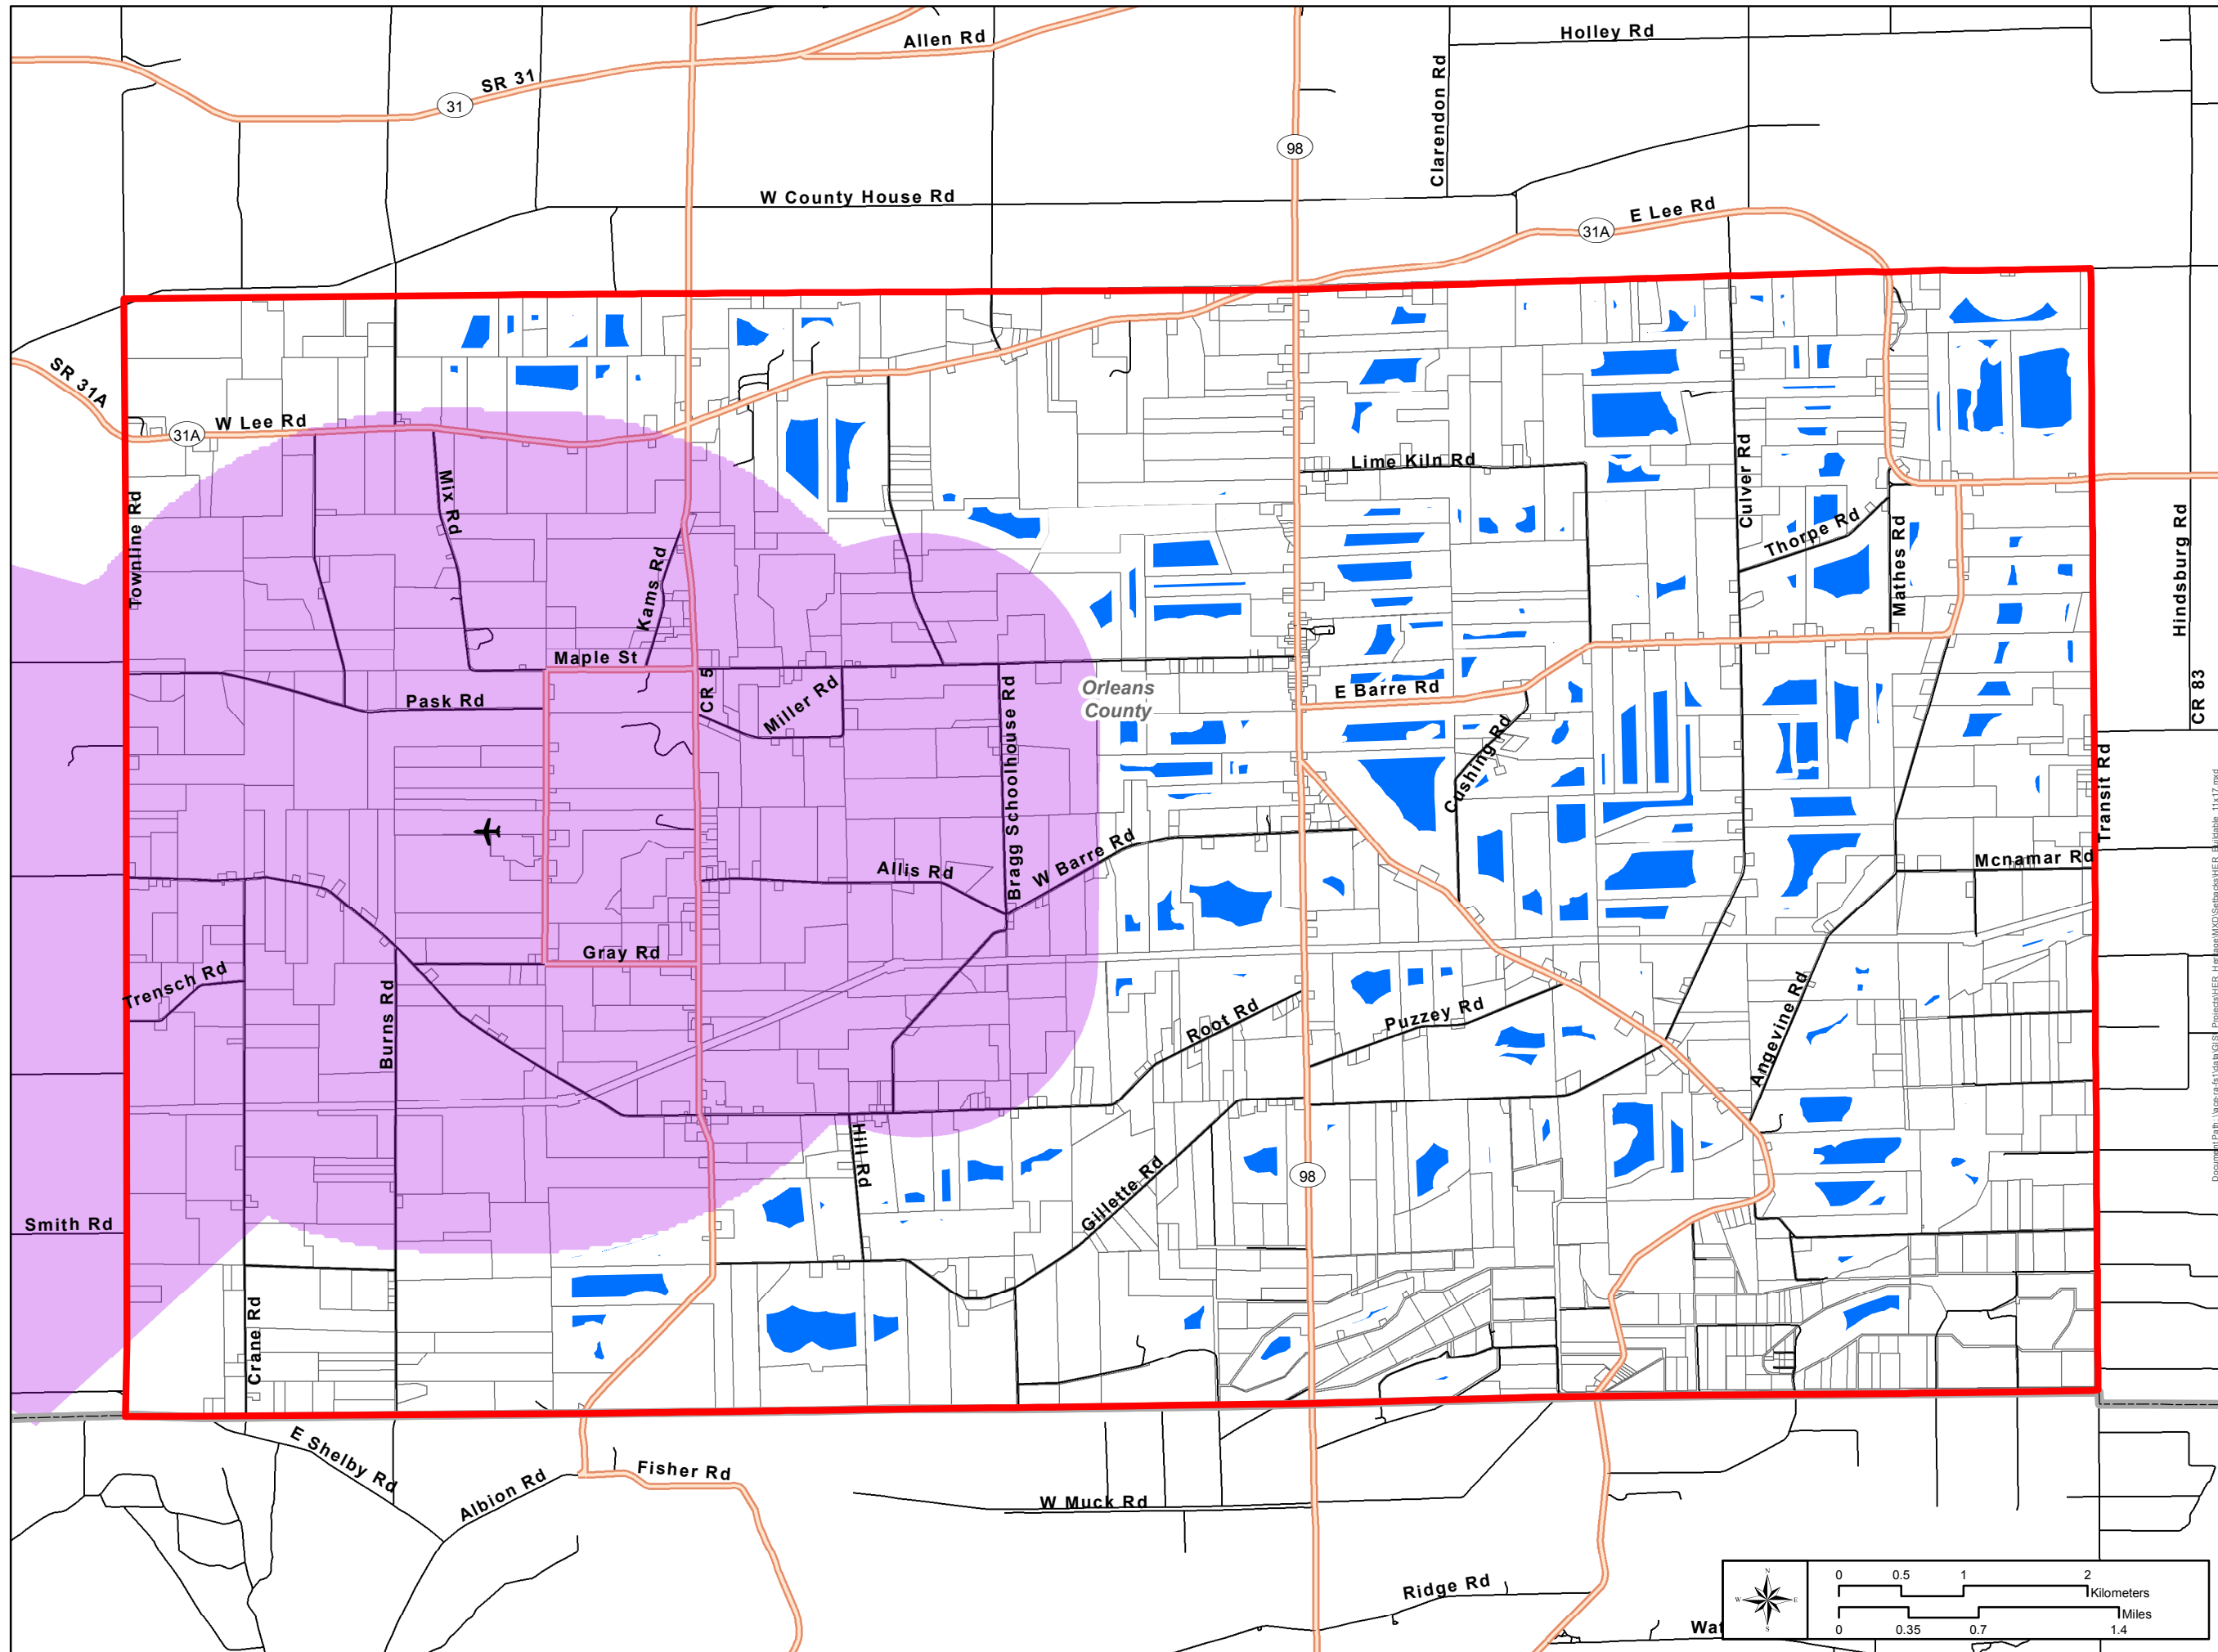 Allen Rd
Holley Rd
SR 31
31
Clarendon Rd
98
W County House Rd
E Lee Rd
31A
SR 31A
W Lee Rd
31A
Lime Kiln Rd
Culver Rd
Mix Rd
Townline Rd
Thorpe Rd
Mathes Rd
Hindsburg Rd
Kams Rd
Maple St
CR 5
Pask Rd
Miller Rd
Bragg Schoolhouse Rd
Orleans
County
E Barre Rd
Cushing Rd
CR 83
Transit Rd
W Barre Rd
Allis Rd
Mcnamar Rd
Gray Rd
Trensch Rd
Burns Rd
Root Rd
Puzzey Rd
Angevine Rd
Hill Rd
Gillette Rd
98
Smith Rd
Crane Rd
E Shelby Rd
Albion Rd
Fisher Rd
W Muck Rd
Ridge Rd
Wat
N
W
E
S
0 0.5 1 2
Kilometers
Miles
0 0.35 0.7 1.4